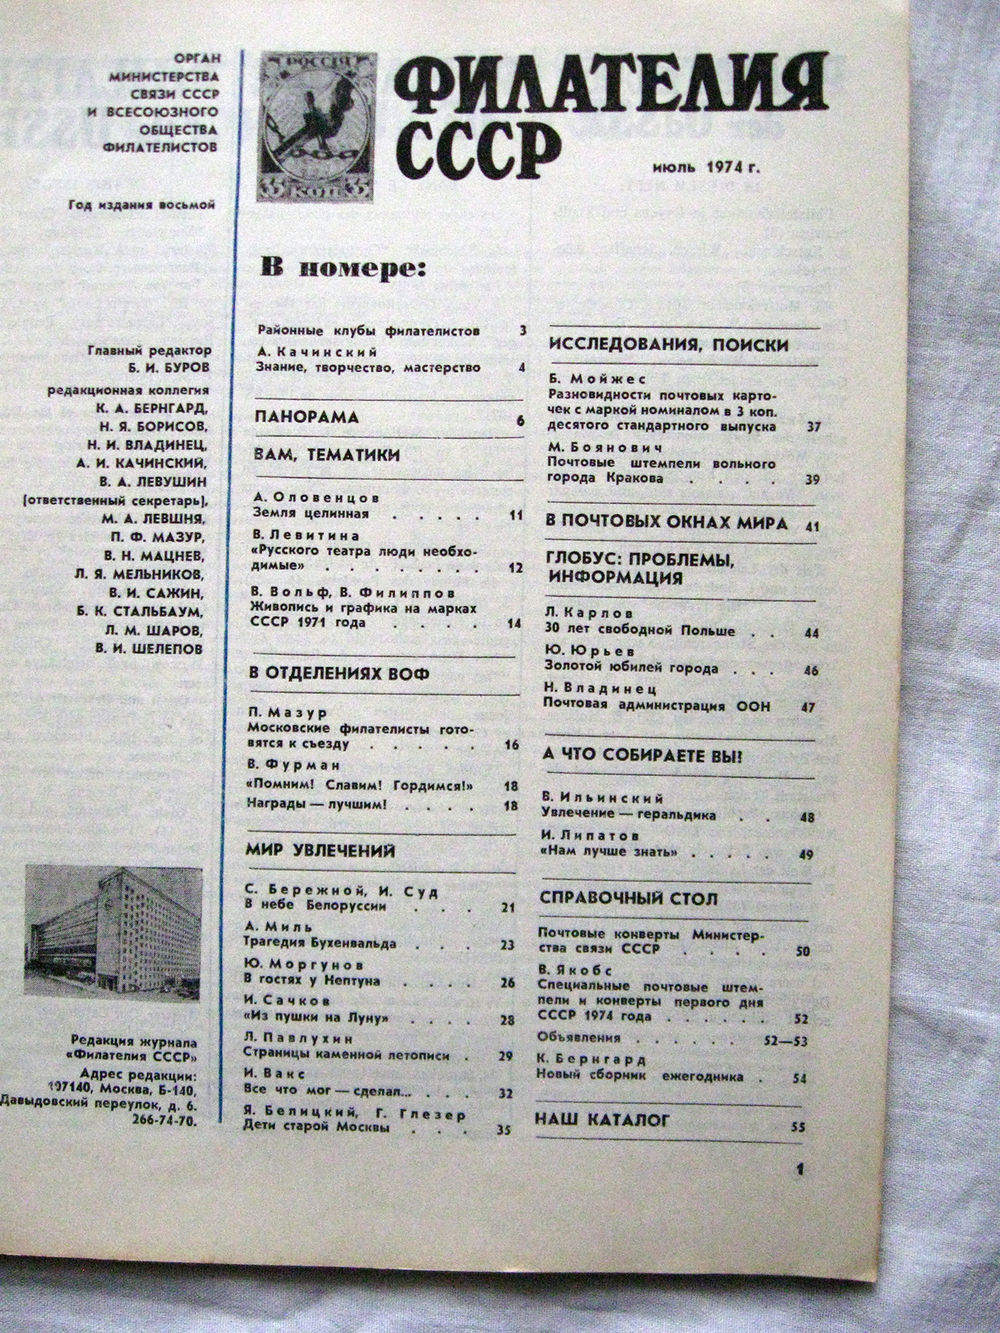 ОРГАН
МИНИСТЕРСТВА
СВЯЗИ СССР
И ВСЕСОЮЗНОГО
ОБЩЕСТВА
ФИЛАТЕЛИСТОВ
Год издания восьмой
Главный редактор
Б. И. БУРОВ
редакционная коллегия
К. А. БЕРНГАРД,
Н. Я. БОРИСОВ,
Н. И. ВЛАДИНЕЦ,
А. И. КАЧИНСКИЙ,
В. А. ЛЕВУШИН
(ответственный секретарь),
М. А. ЛЕВШНЯ,
П. Ф. МАЗУР,
В. Н. МАЦНЕВ,
Л. Я. МЕЛЬНИКОВ,
В. И. САЖИН,
Б. К. СТАЛЬБАУМ,
Л. М. ШАРОВ,
В. И. ШЕЛЕПОВ
Редакция журнала
«Филателия СССР»
Адрес редакции:
107140, Москва, Б-140,
Давыдовский переулок, д. 6.
266-74-70.
РОССІЯ
35 КОП 35
ФИЛАТЕЛИЯ
СССР
июль 1974 г.
В номере:
Районные клубы филателистов 3
А. Качинский
Знание, творчество, мастерство 4
ПАНОРАМА 6
ВАМ, ТЕМАТИКИ
А. Оловенцов
Земля целинная . . . . . 11
В. Левитина
«Русского театра люди необхо-
димые» . . . . . . . . 12
В. Вольф, В. Филиппов
Живопись и графика на марках
СССР 1971 года . . . . 14
В ОТДЕЛЕНИЯХ ВОФ
П. Мазур
Московские филателисты гото-
вятся к съезду . . . . . 16
В. Фурман
«Помним! Славим! Гордимся!» 18
Награды — лучшим! . . . . 18
МИР УВЛЕЧЕНИЙ
С. Бережной, И. Суд
В небе Белоруссии . . . 21
А. Миль
Трагедия Бухенвальда . . . 23
Ю. Моргунов
В гостях у Нептуна . . . . 26
И. Сачков
«Из пушки на Луну» . . . . 28
Л. Павлухин
Страницы каменной летописи . 29
И. Вакс
Все что мог — сделал... . . . 32
Я. Белицкий, Г. Глезер
Дети старой Москвы . . . 35
ИССЛЕДОВАНИЯ, ПОИСКИ
Б. Мойжес
Разновидности почтовых карто-
чек с маркой номиналом в 3 коп.
десятого стандартного выпуска 37
М. Боянович
Почтовые штемпели вольного
города Кракова . . . . 39
В ПОЧТОВЫХ ОКНАХ МИРА 41
ГЛОБУС: ПРОБЛЕМЫ,
ИНФОРМАЦИЯ
Л. Карлов
30 лет свободной Польше . . 44
Ю. Юрьев
Золотой юбилей города . . . 46
Н. Владинец
Почтовая администрация ООН 47
А ЧТО СОБИРАЕТЕ ВЫ?
В. Ильинский
Увлечение — геральдика . . 48
И. Липатов
«Нам лучше знать» . . . . . 49
СПРАВОЧНЫЙ СТОЛ
Почтовые конверты Министер-
ства связи СССР . . . . 50
В. Якобс
Специальные почтовые штем-
пели и конверты первого дня
СССР 1974 года . . . . . . 52
Объявления . . . . . 52—53
К. Бернгард
Новый сборник ежегодника . 54
НАШ КАТАЛОГ 55
1